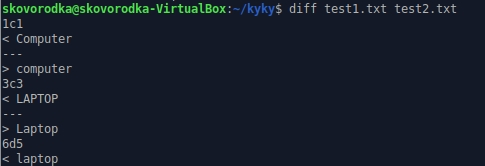 skovorodka@skovorodka-VirtualBox:~/kyky$ diff test1.txt test2.txt
1c1
< Computer
---
> computer
3c3
< LAPTOP
---
> Laptop
6d5
< laptop